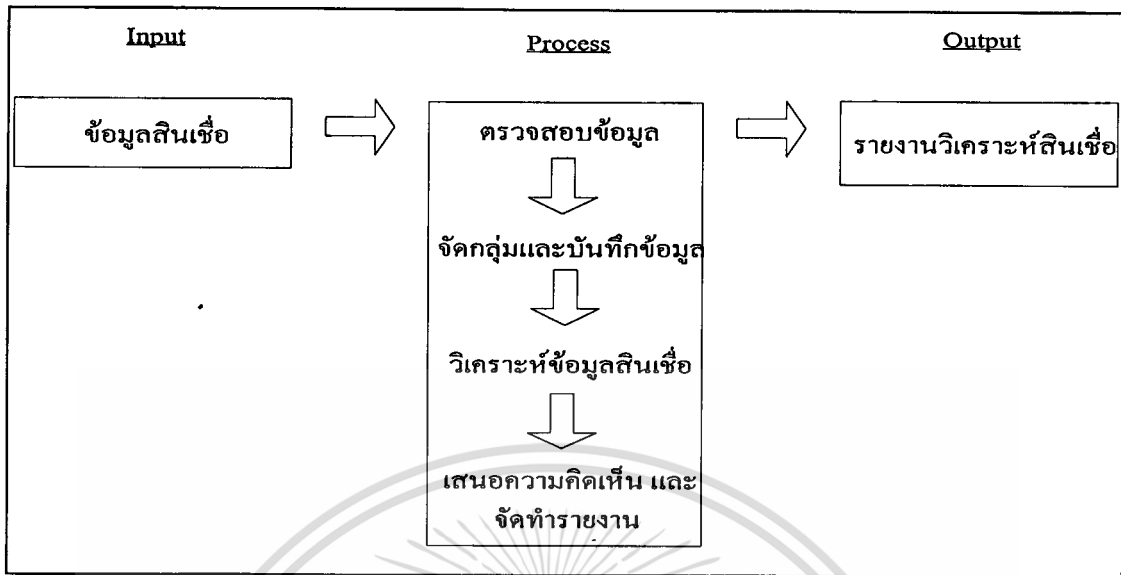 Input
Process
Output
ข้อมูลสินเชื่อ
ตรวจสอบข้อมูล
รายงานวิเคราะห์สินเชื่อ
จัดกลุ่มและบันทึกข้อมูล
วิเคราะห์ข้อมูลสินเชื่อ
เสนอความคิดเห็น และ
จัดทำรายงาน